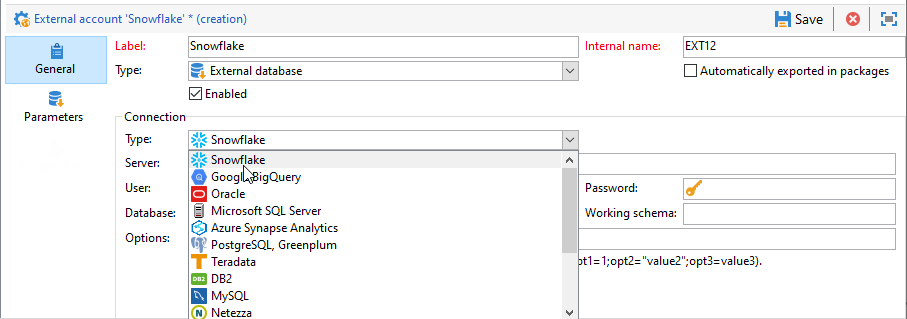 External account 'Snowflake' * (creation)
Save
General
Parameters
Label: Snowflake Internal name: EXT12
Type: External database Automatically exported in packages
Enabled
Connection
Type: Snowflake
Server: Snowflake
Google BigQuery
User: Oracle Password:
Database: Microsoft SQL Server Working schema:
Azure Synapse Analytics
Options: PostgreSQL, Greenplum
Teradata pt1=1;opt2="value2";opt3=value3).
DB2
DB2
MySQL
Netezza